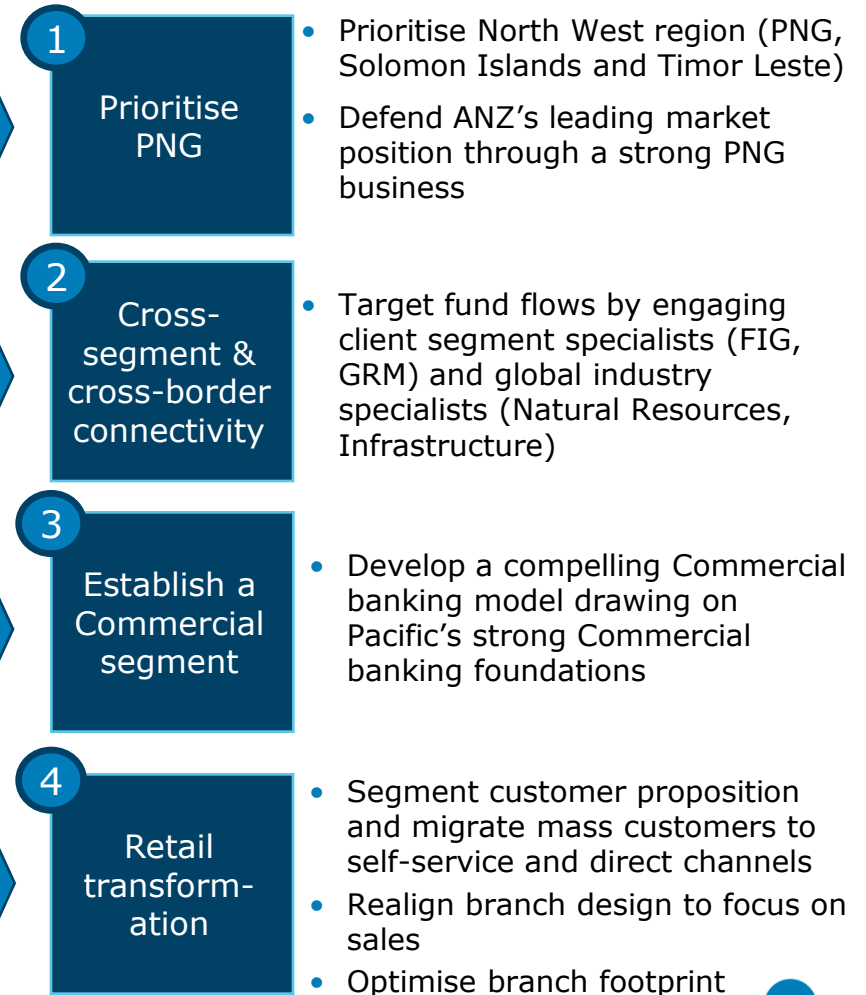 1
Prioritise
PNG
• Prioritise North West region (PNG,
Solomon Islands and Timor Leste)
• Defend ANZ’s leading market
position through a strong PNG
business
2
Cross-
segment &
cross-border
connectivity
• Target fund flows by engaging
client segment specialists (FIG,
GRM) and global industry
specialists (Natural Resources,
Infrastructure)
3
Establish a
Commercial
segment
• Develop a compelling Commercial
banking model drawing on
Pacific’s strong Commercial
banking foundations
4
Retail
transform-
ation
• Segment customer proposition
and migrate mass customers to
self-service and direct channels
• Realign branch design to focus on
sales
• Optimise branch footprint